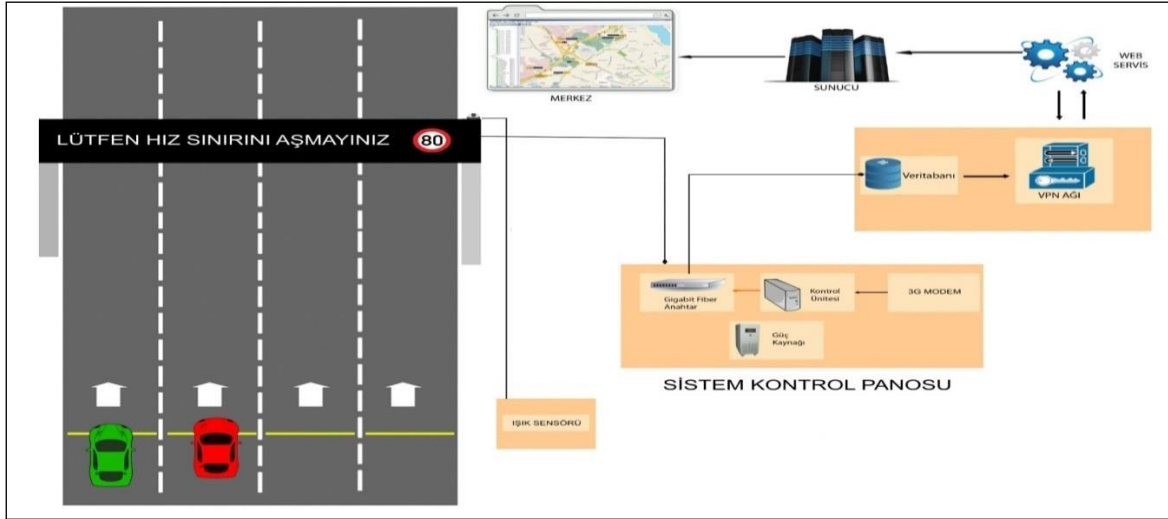 MERKEZ
SUNUCU
WEB
SERVİS
LÜTFEN HIZ SINIRINI AŞMAYINIZ 80
Veritabanı
VPN AĞI
Gigabit Fiber
Anahtar
Kontrol
Ünitesi
3G MODEM
Güç
Kaynağı
SİSTEM KONTROL PANOSU
IŞIK SENSÖRÜ